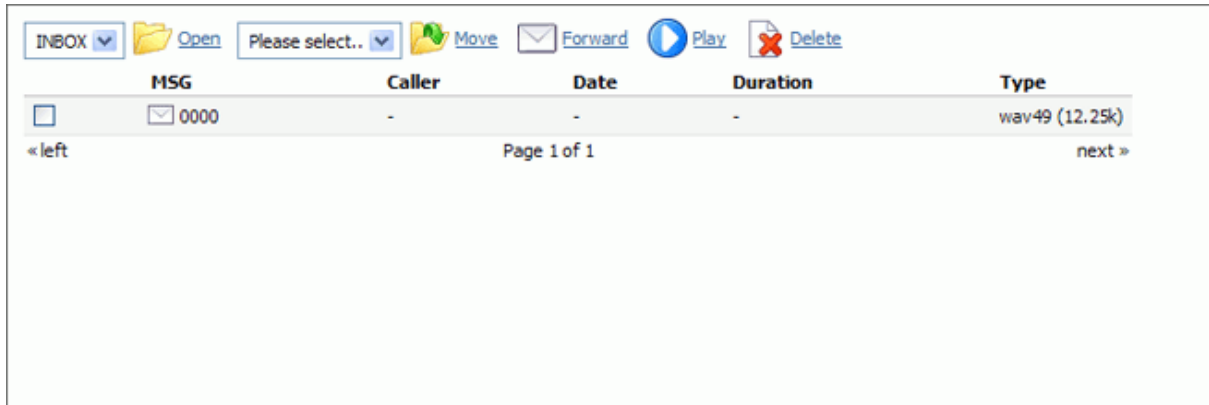 INBOX Open Please select.. Move Forward Play Delete
MSG Caller Date Duration Type
0000 - - - wav49 (12.25k)
«left Page 1 of 1 next »